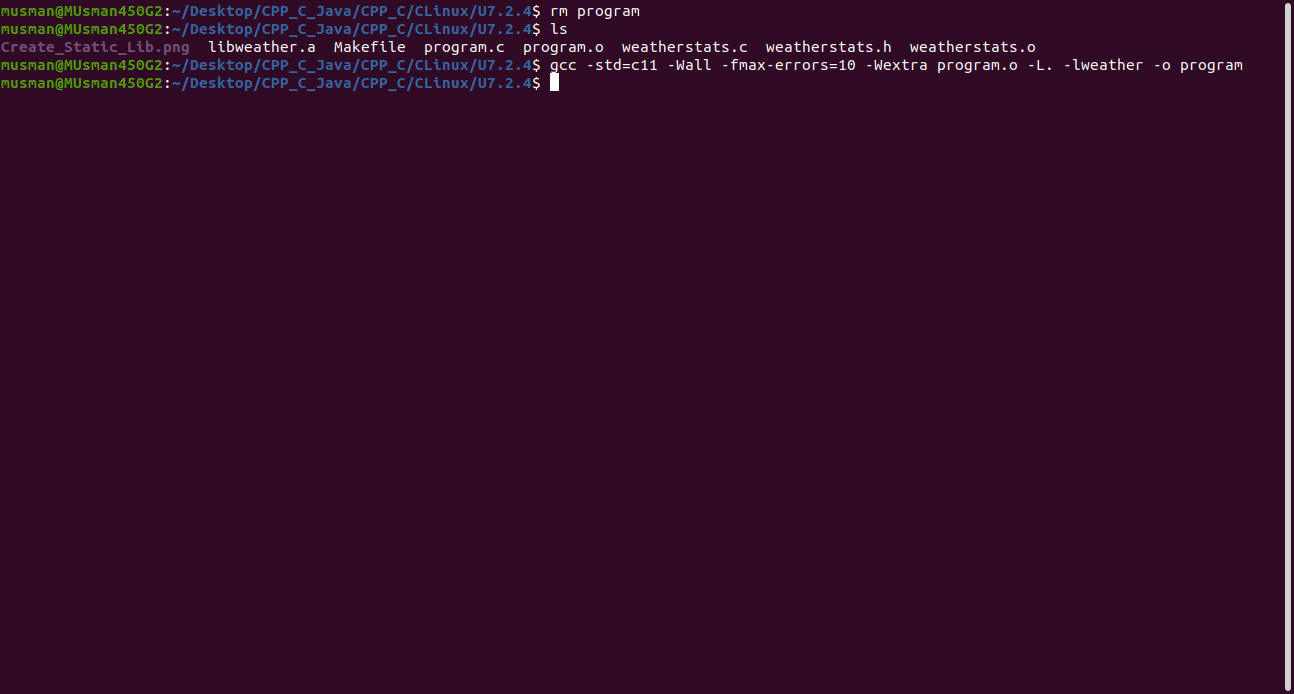 musman@MUsman450G2:~/Desktop/CPP_C_Java/CPP_C/CLinux/U7.2.4$ rm program
musman@MUsman450G2:~/Desktop/CPP_C_Java/CPP_C/CLinux/U7.2.4$ ls
Create_Static_Lib.png  libweather.a  Makefile  program.c  program.o  weatherstats.c  weatherstats.h  weatherstats.o
musman@MUsman450G2:~/Desktop/CPP_C_Java/CPP_C/CLinux/U7.2.4$ gcc -std=c11 -Wall -fmax-errors=10 -Wextra program.o -L. -lweather -o program
musman@MUsman450G2:~/Desktop/CPP_C_Java/CPP_C/CLinux/U7.2.4$